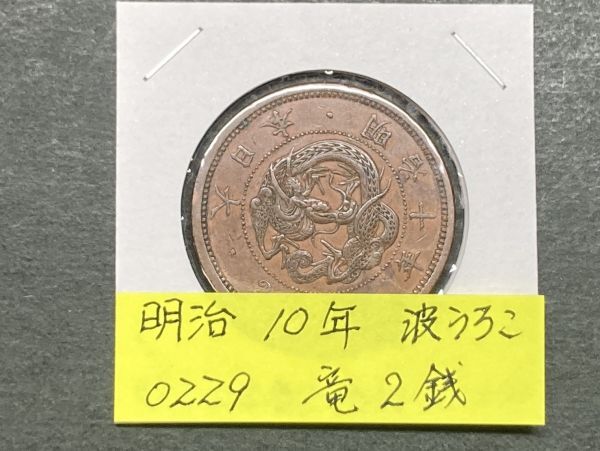 大日本・明治十年
明治 10年 波うろこ
0229 竜2銭